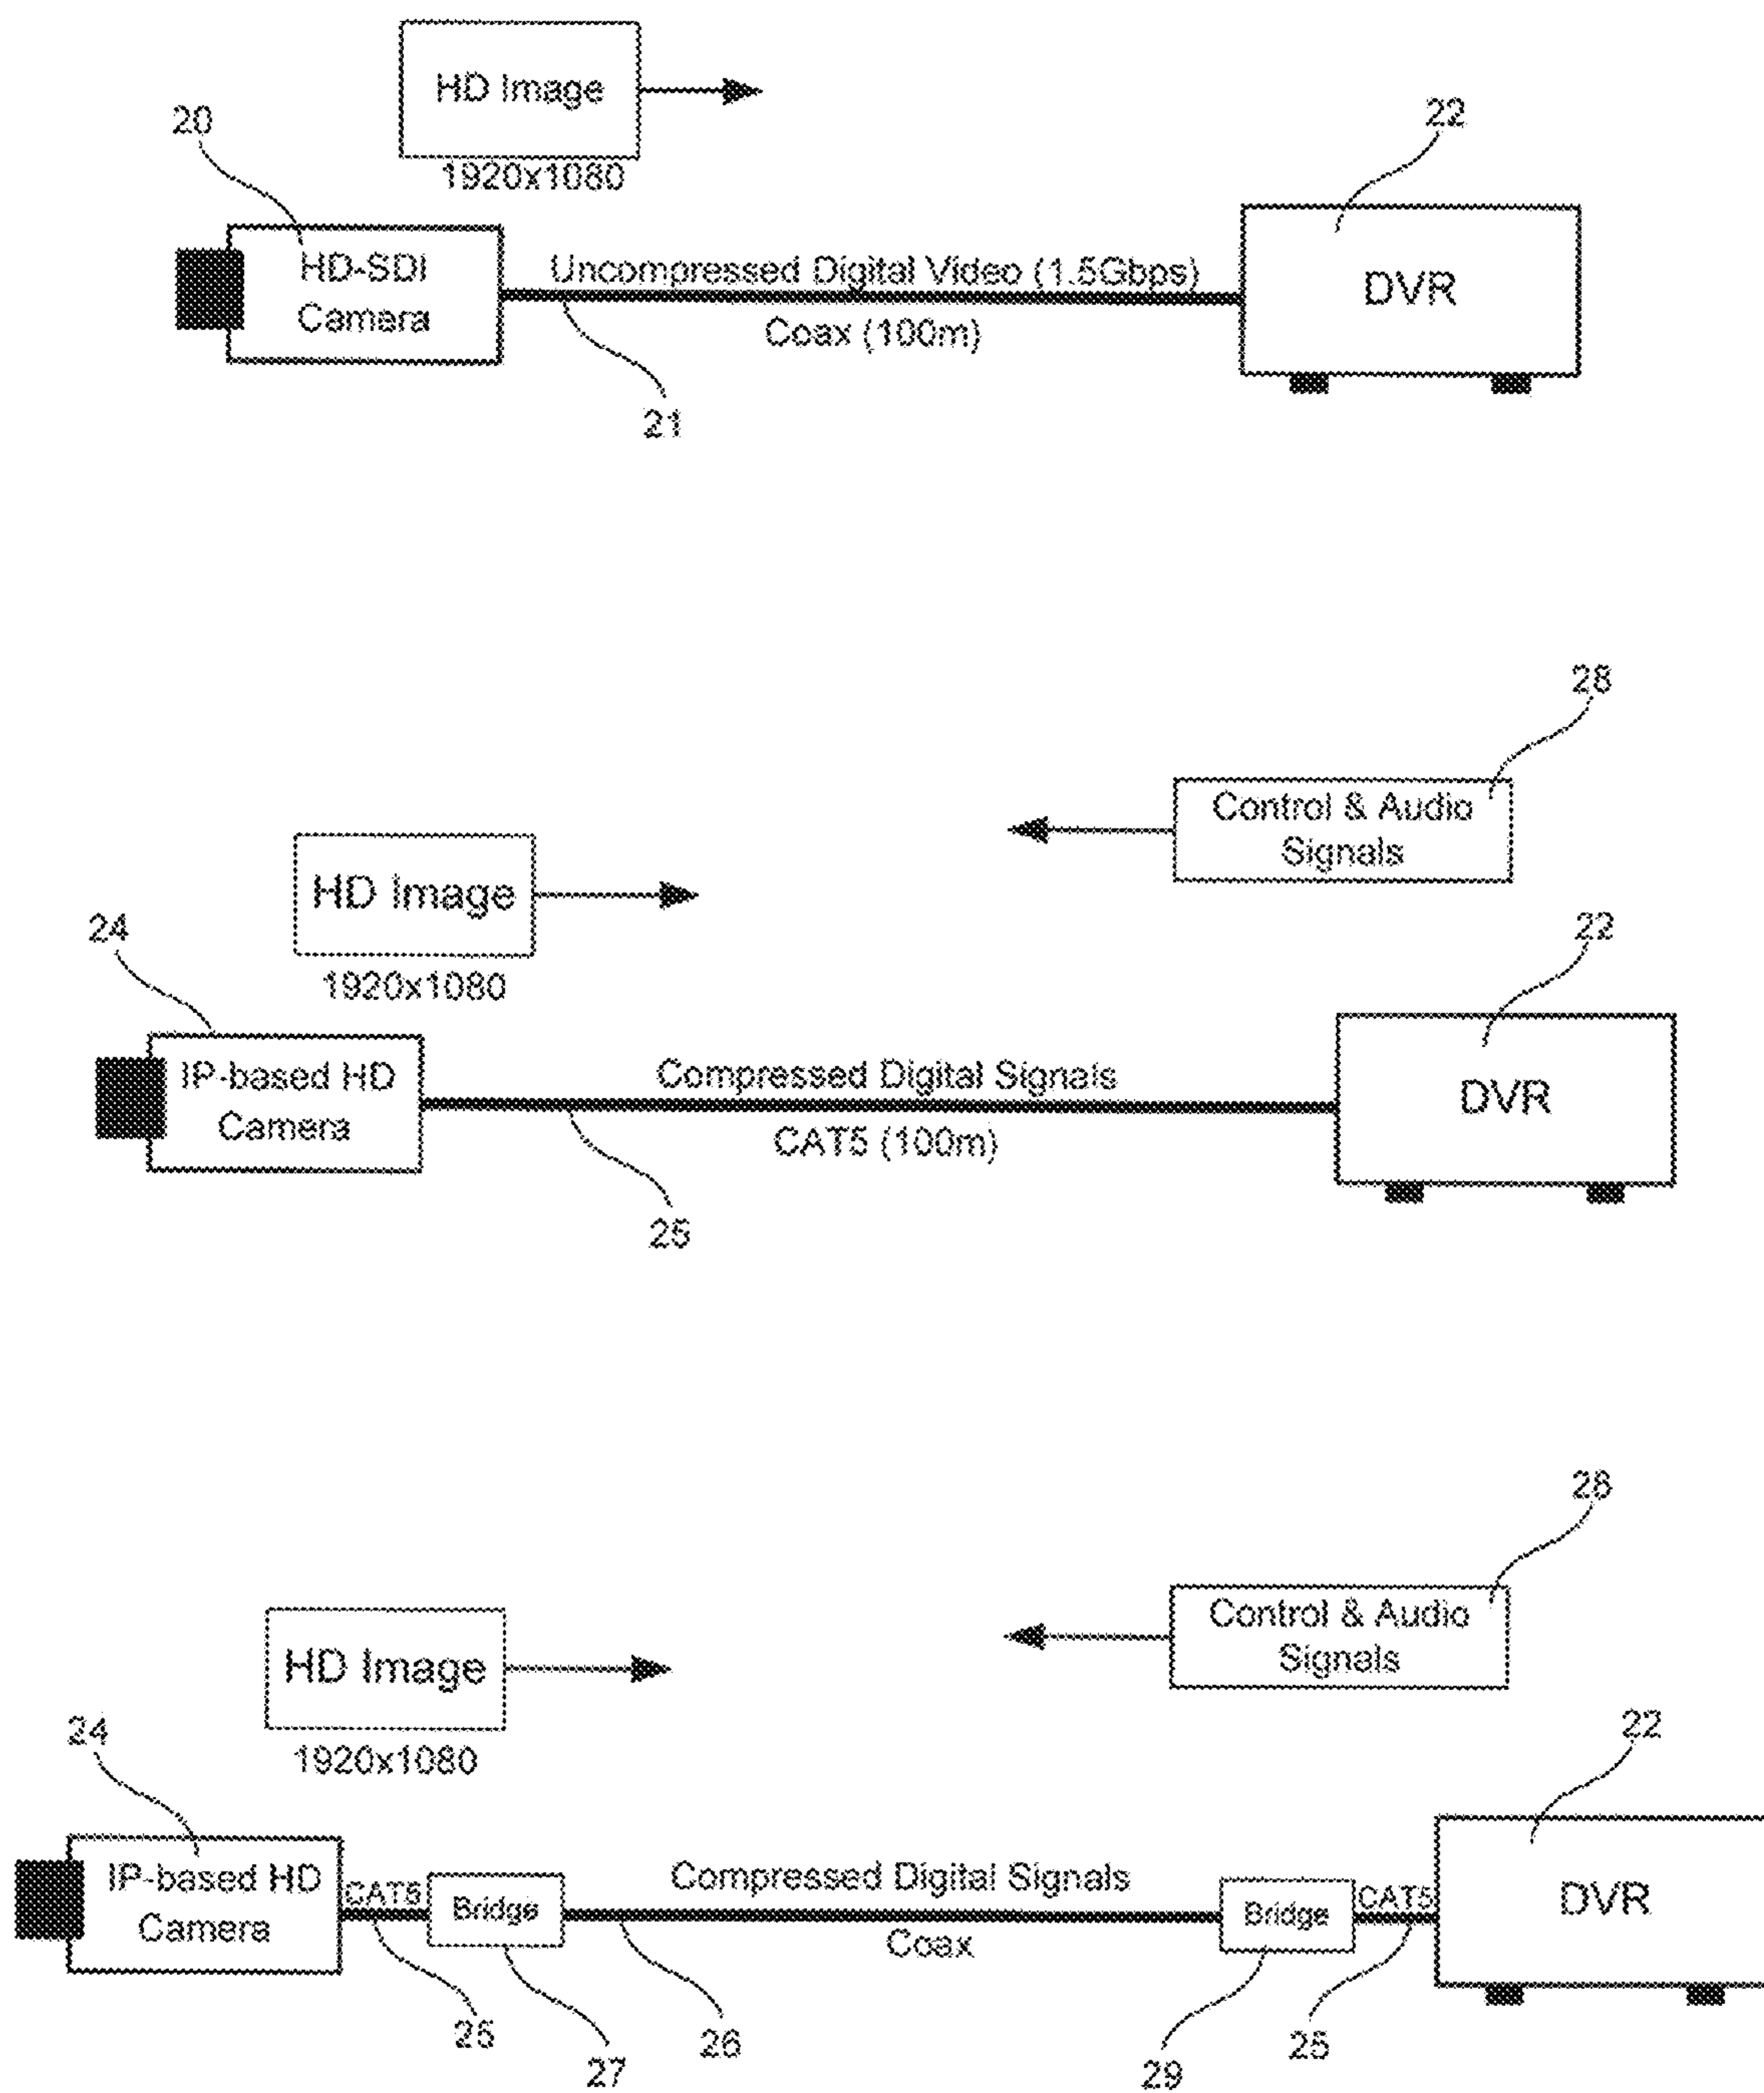 HD Image
1920x1080
20
22
HD-SDI
Camera
Uncompressed Digital Video (1.5Gbps)
Coax (100m)
DVR
21
28
Control & Audio
Signals
HD Image
1920x1080
24
22
IP-based HD
Camera
Compressed Digital Signals
CAT5 (100m)
DVR
25
28
Control & Audio
Signals
HD Image
1920x1080
24
22
IP-based HD
Camera
CAT5
Bridge
Compressed Digital Signals
Coax
Bridge
CAT5
DVR
25
27
26
29
25